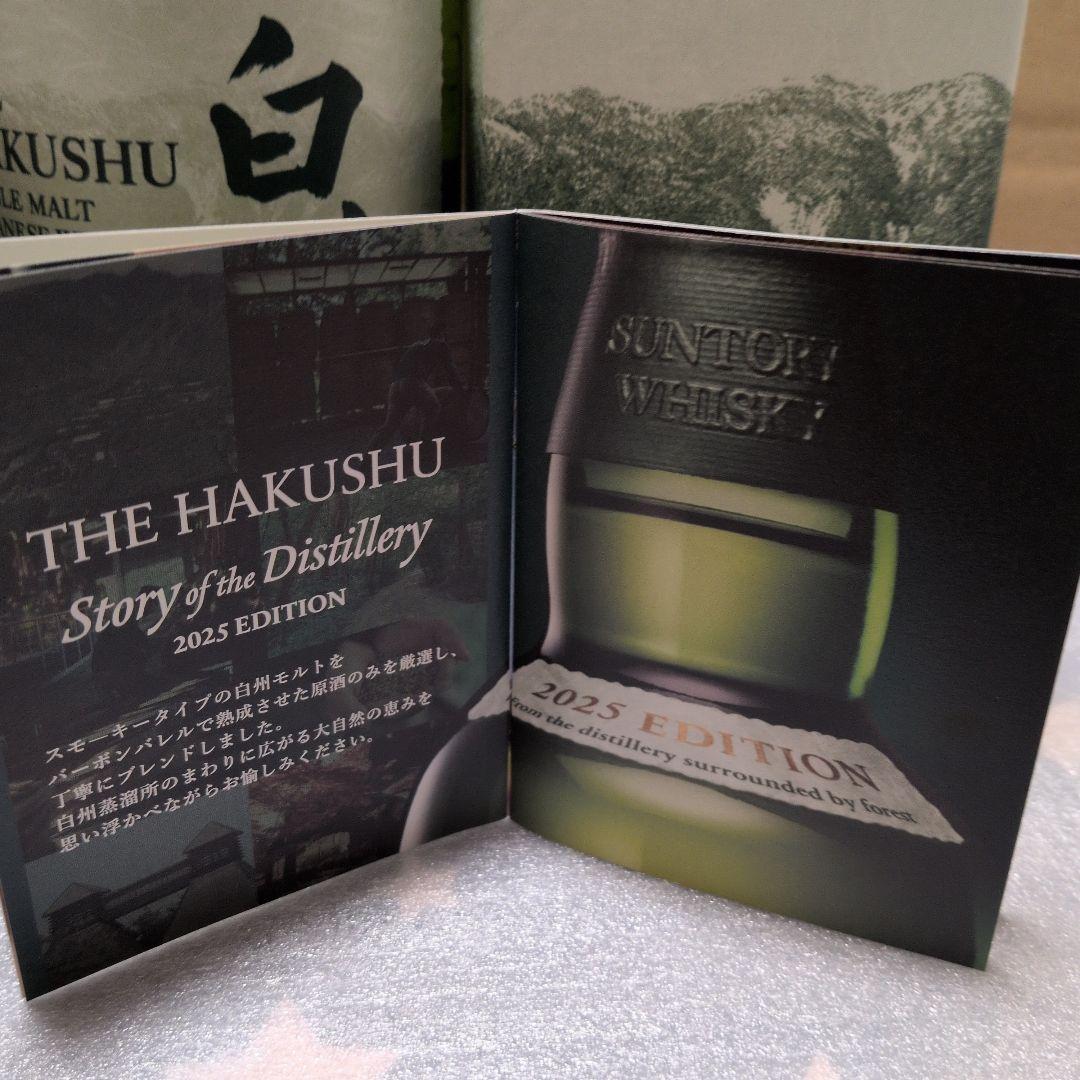 白
KUSHU
LE MALT
THE HAKUSHU
Story of the Distillery
2025 EDITION
スモーキータイプの白州モルトを
バーボンバレルで熟成させた原酒のみを厳選し、
丁寧にブレンドしました。
白州蒸溜所のまわりに広がる大自然の恵みを
思い浮かべながらお愉しみください。
SUNTORY
WHISKY
2025 EDITION
From the distillery surrounded by forest